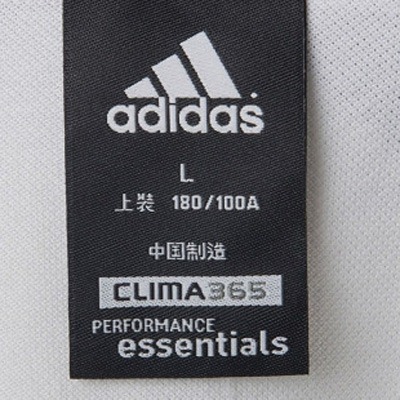 adidas
L
上装 180/100A
中国制造
CLIMA365
PERFORMANCE
essentials